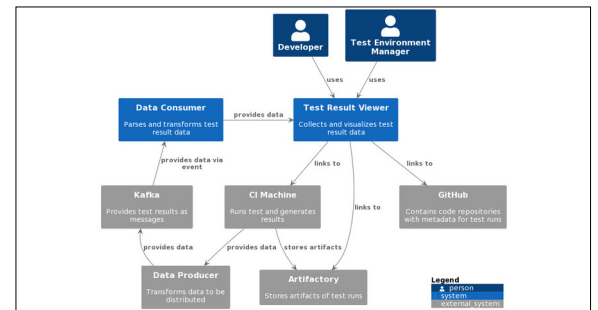 Developer
Test Environment
Manager
uses
uses
Data Consumer
Parses and transforms test
result data
provides data
Test Result Viewer
Collects and visualizes test
result data
provides data via
event
links to
links to
Kafka
Provides test results as
messages
CI Machine
Runs test and generates
results
links to
GitHub
Contains code repositories
with metadata for test runs
provides data
provides data
stores artifacts
Data Producer
Transforms data to be
distributed
Artifactory
Stores artifacts of test runs
Legend
person
system
external_system